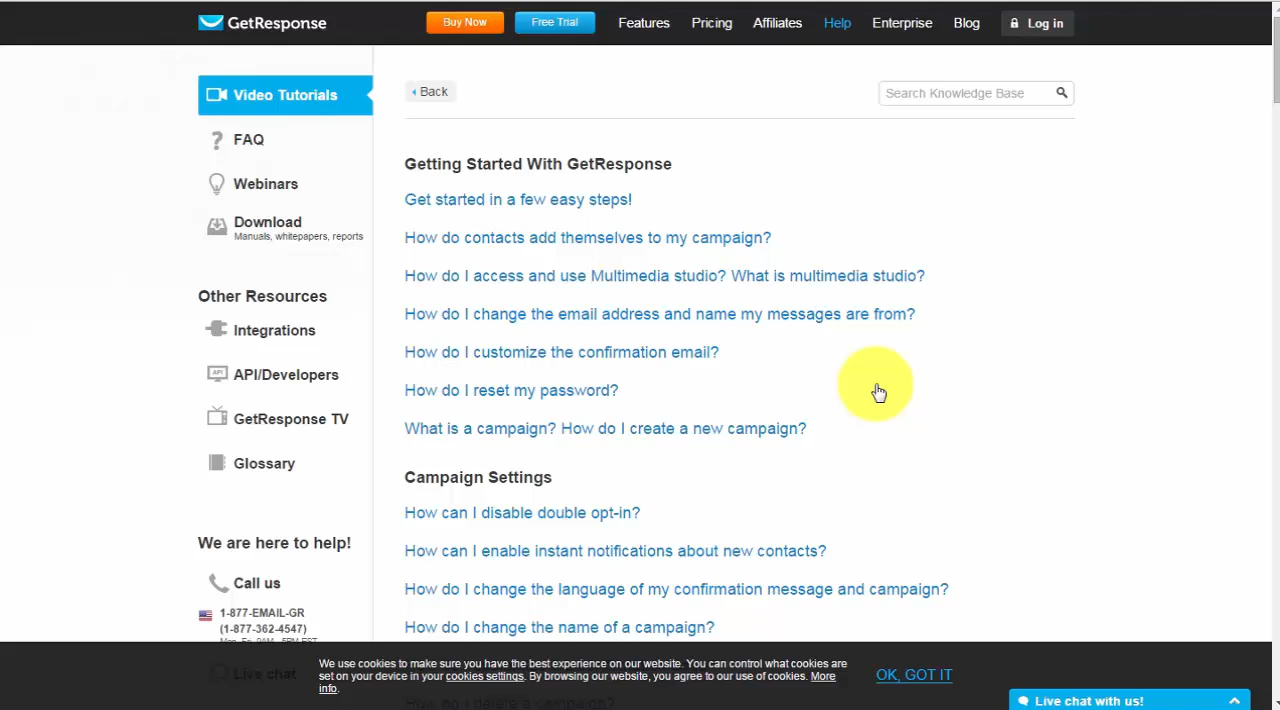 GetResponse
Buy Now
Free Trial
Features
Pricing
Affiliates
Help
Enterprise
Blog
Log in
Video Tutorials
FAQ
Webinars
Download
Manuals, whitepapers, reports
Other Resources
Integrations
API
API/Developers
GetResponse TV
Glossary
We are here to help!
Call us
1-877-EMAIL-GR
(1-877-362-4547)
Live chat
Back
Search Knowledge Base
Getting Started With GetResponse
Get started in a few easy steps!
How do contacts add themselves to my campaign?
How do I access and use Multimedia studio? What is multimedia studio?
How do I change the email address and name my messages are from?
How do I customize the confirmation email?
How do I reset my password?
What is a campaign? How do I create a new campaign?
Campaign Settings
How can I disable double opt-in?
How can I enable instant notifications about new contacts?
How do I change the language of my confirmation message and campaign?
How do I change the name of a campaign?
How do I delete a campaign?
We use cookies to make sure you have the best experience on our website. You can control what cookies are
set on your device in your cookies settings. By browsing our website, you agree to our use of cookies. More
info.
OK, GOT IT
Live chat with us!